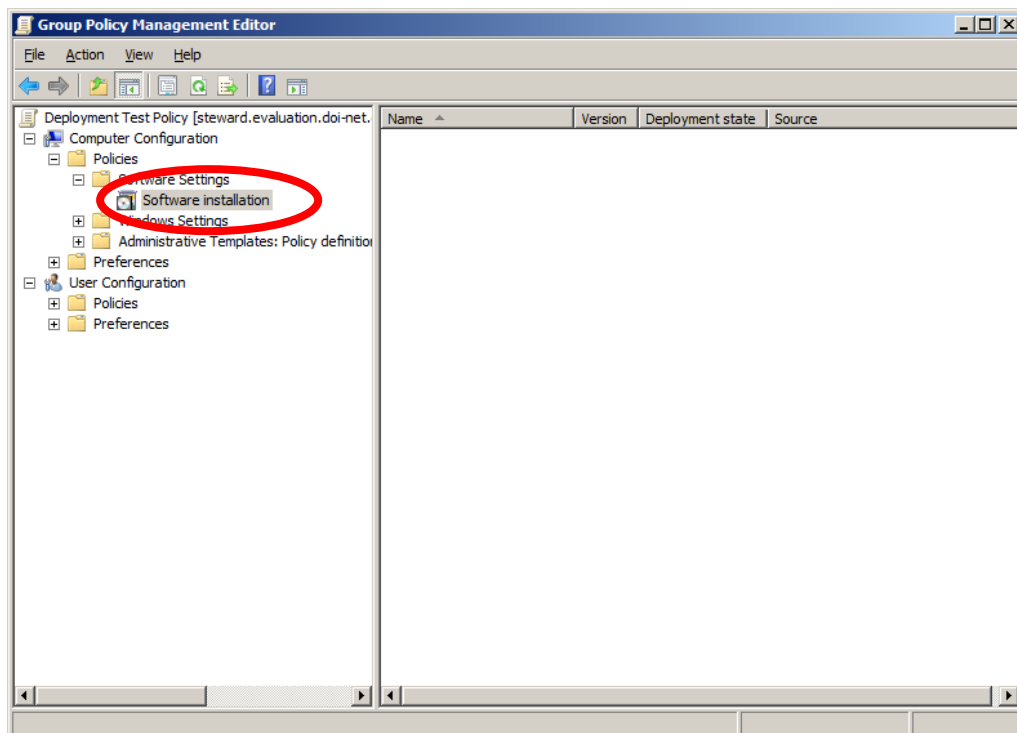 Group Policy Management Editor
File Action View Help
Deployment Test Policy [steward.evaluation.doi-net.
Name Version Deployment state Source
Computer Configuration
Policies
Software Settings
Software installation
Windows Settings
Administrative Templates: Policy definition
Preferences
User Configuration
Policies
Preferences